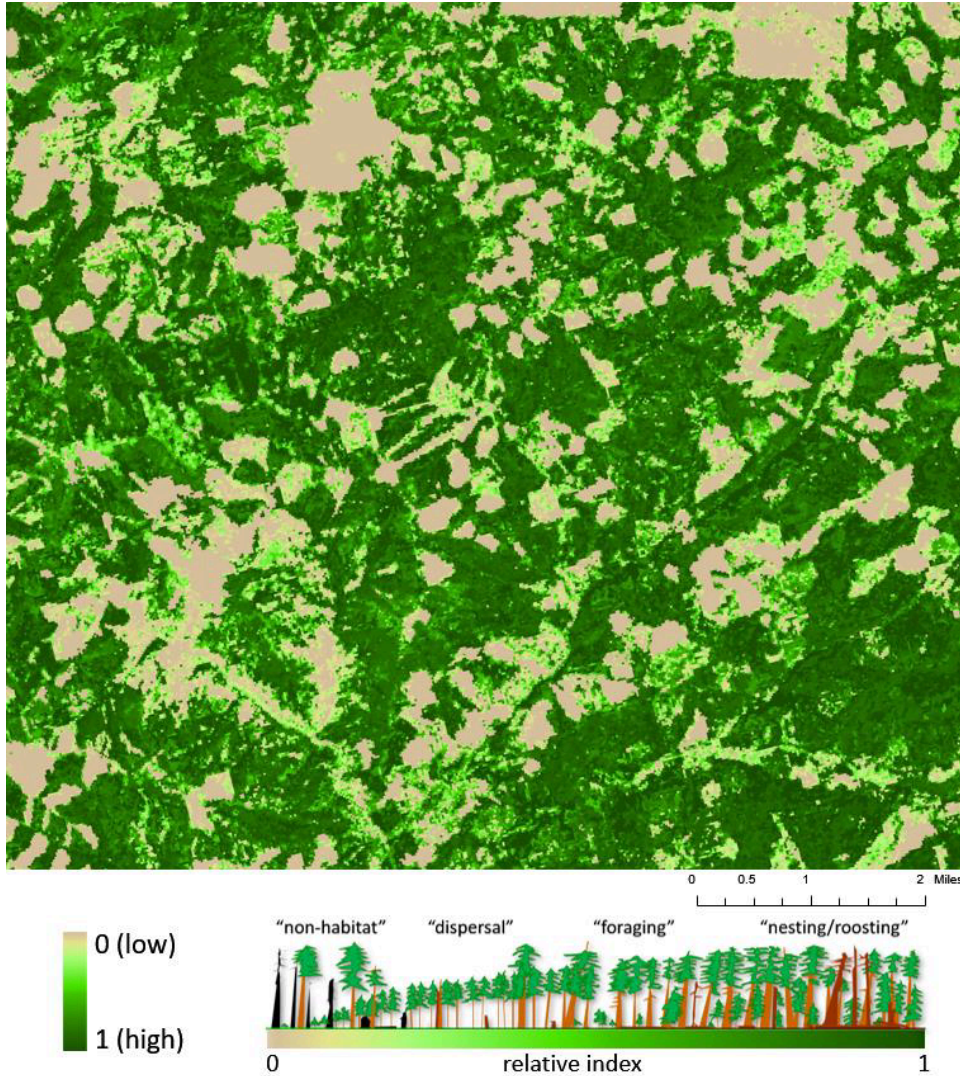 0 0.5 1 2 Miles
"non-habitat" "dispersal" "foraging" "nesting/roosting"
0 (low)
1 (high)
0 relative index 1